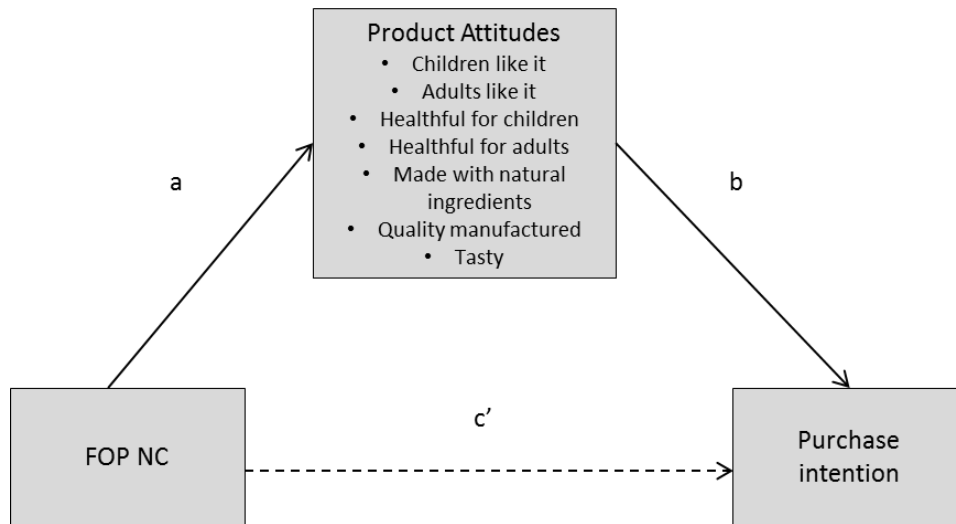 Product Attitudes
• Children like it
• Adults like it
• Healthful for children
• Healthful for adults
• Made with natural
ingredients
• Quality manufactured
• Tasty
a
b
c’
FOP NC
Purchase
intention